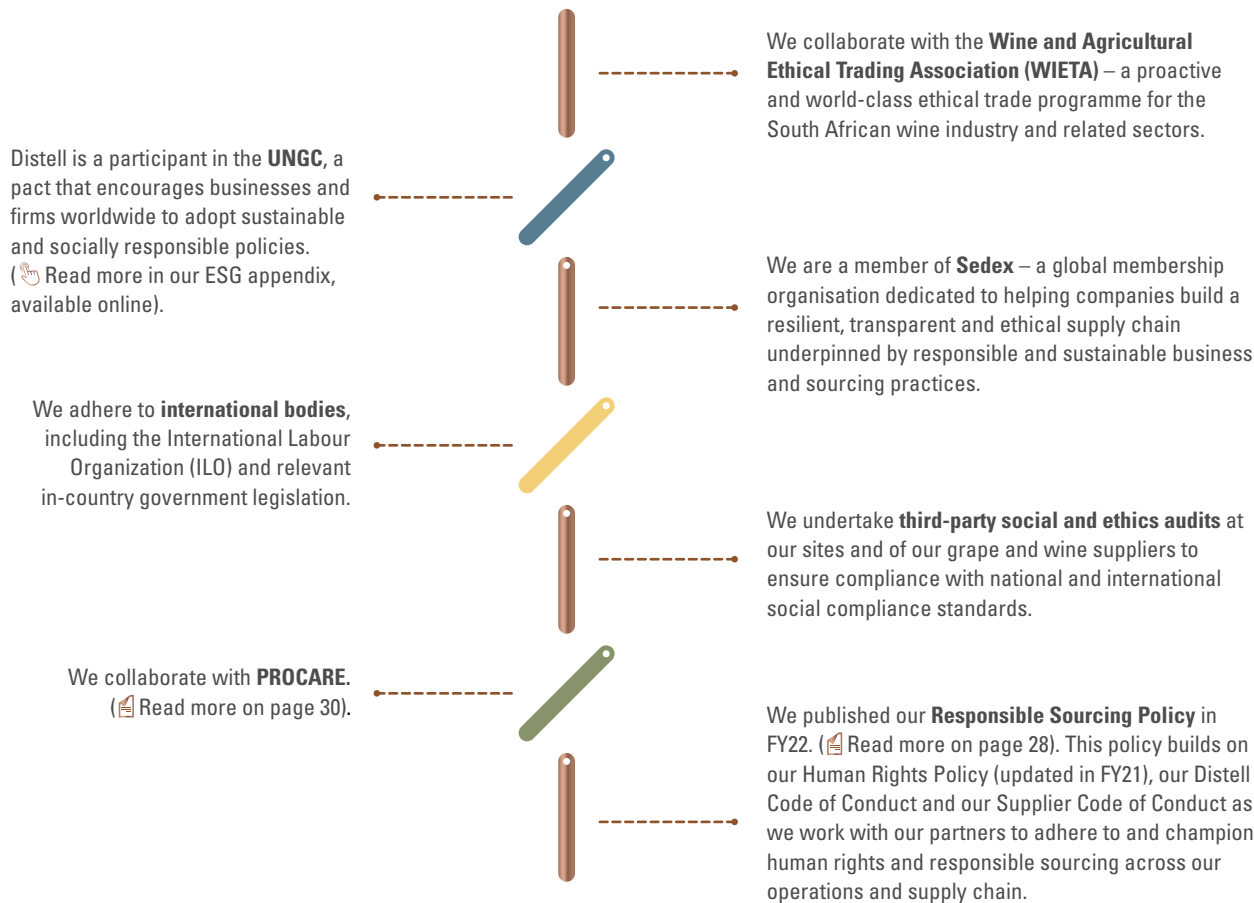 We collaborate with the Wine and Agricultural
Ethical Trading Association (WIETA) – a proactive
and world-class ethical trade programme for the
South African wine industry and related sectors.
Distell is a participant in the UNGC, a
pact that encourages businesses and
firms worldwide to adopt sustainable
and socially responsible policies.
( Read more in our ESG appendix,
available online).
We are a member of Sedex – a global membership
organisation dedicated to helping companies build a
resilient, transparent and ethical supply chain
underpinned by responsible and sustainable business
and sourcing practices.
We adhere to international bodies,
including the International Labour
Organization (ILO) and relevant
in-country government legislation.
We undertake third-party social and ethics audits at
our sites and of our grape and wine suppliers to
ensure compliance with national and international
social compliance standards.
We collaborate with PROCARE.
( Read more on page 30).
We published our Responsible Sourcing Policy in
FY22. ( Read more on page 28). This policy builds on
our Human Rights Policy (updated in FY21), our Distell
Code of Conduct and our Supplier Code of Conduct as
we work with our partners to adhere to and champion
human rights and responsible sourcing across our
operations and supply chain.